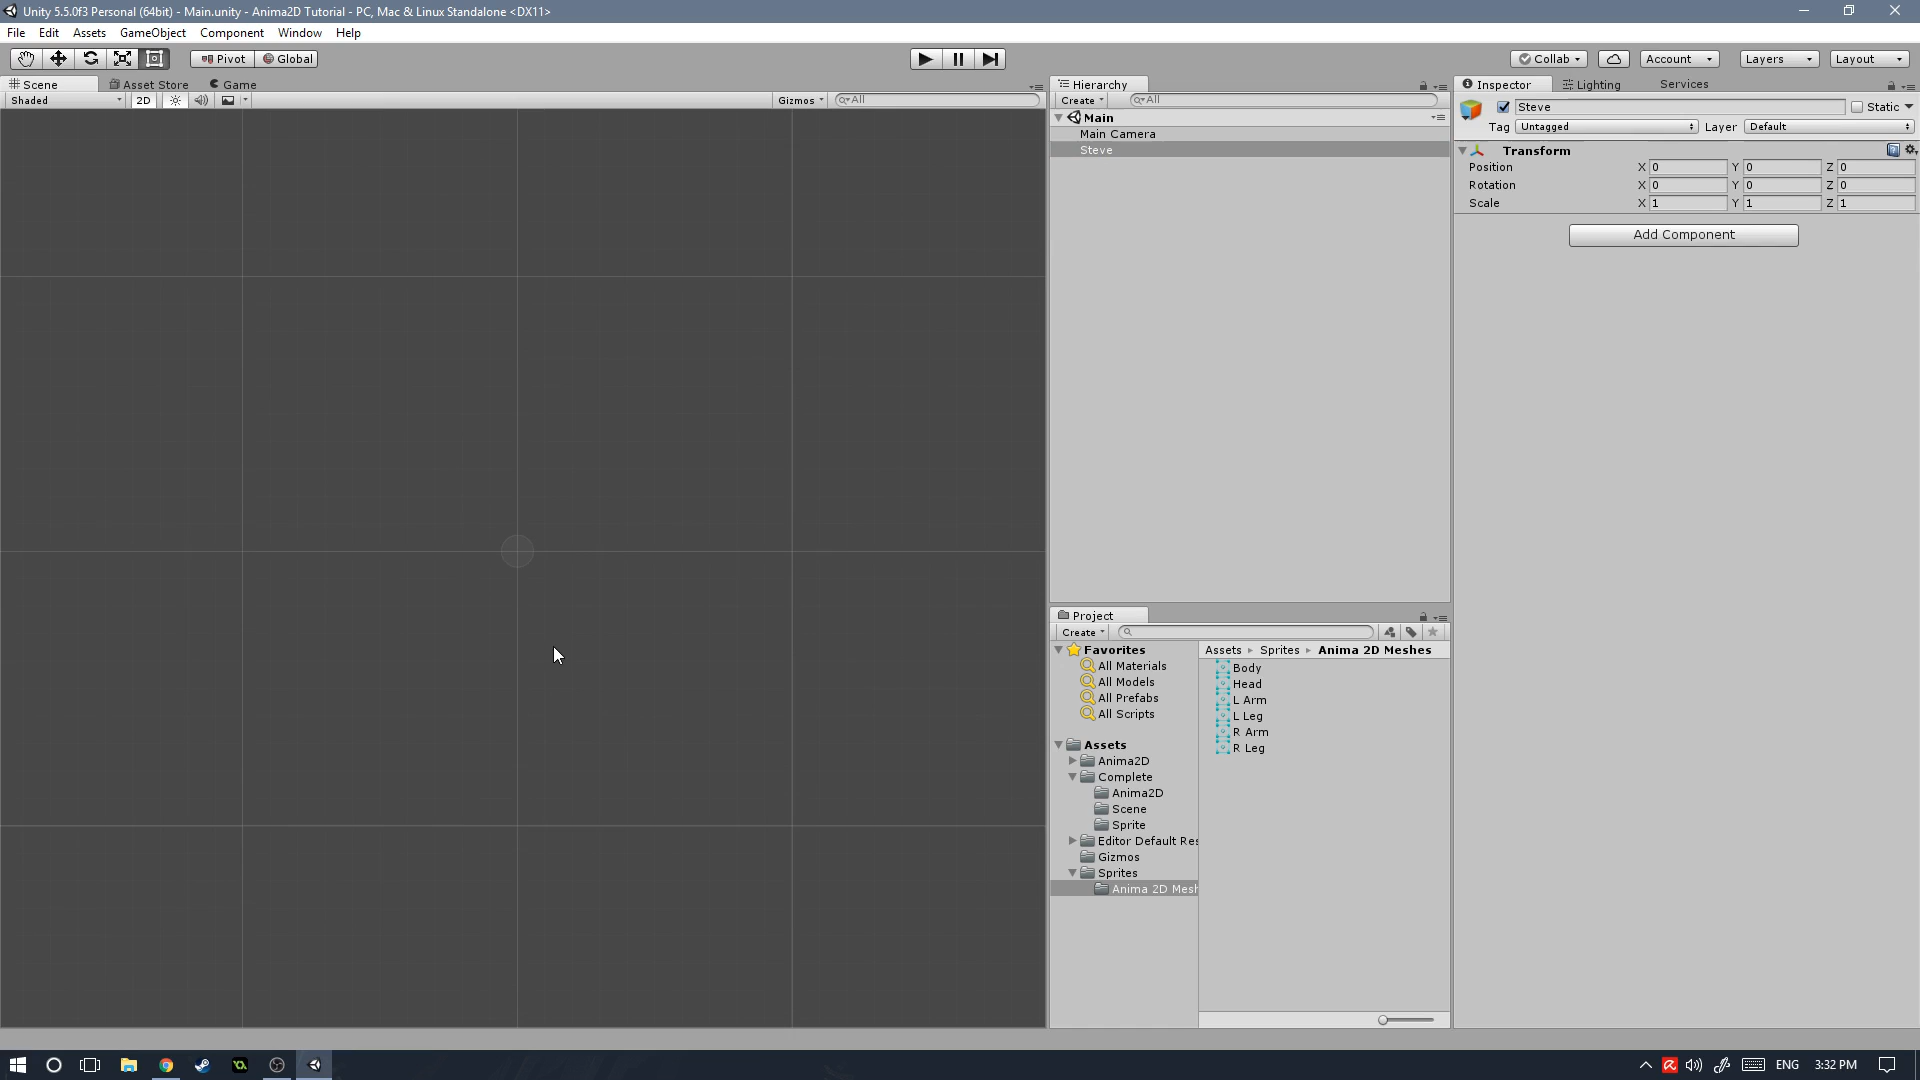 Unity 5.5.0f3 Personal (64bit) - Main.unity - Anima2D Tutorial - PC, Mac & Linux Standalone <DX11>
File Edit Assets GameObject Component Window Help
Pivot Global Collab Account Layers Layout
Scene Asset Store Game
Shaded 2D Gizmos All
Hierarchy
Create All
Main
Main Camera
Steve
Inspector Lighting Services
Steve Static
Tag Untagged Layer Default
Transform
Position X 0 Y 0 Z 0
Rotation X 0 Y 0 Z 0
Scale X 1 Y 1 Z 1
Add Component
Project
Create
Favorites
All Materials
All Models
All Prefabs
All Scripts
Assets
Anima2D
Complete
Anima2D
Scene
Sprite
Editor Default Res
Gizmos
Sprites
Anima 2D Mesh
Assets Sprites Anima 2D Meshes
Body
Head
L Arm
L Leg
R Arm
R Leg
ENG 3:32 PM